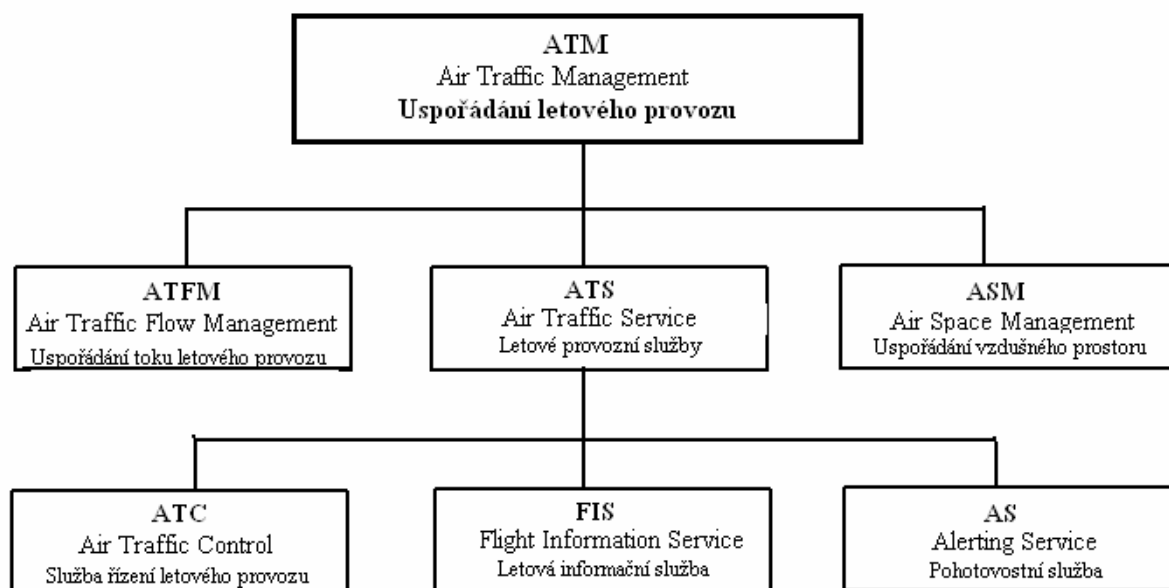 ATM
Air Traffic Management
Uspořádání letového provozu
ATFM
Air Traffic Flow Management
Uspořádání toku letového provozu
ATS
Air Traffic Service
Letové provozní služby
ASM
Air Space Management
Uspořádání vzdušného prostoru
ATC
Air Traffic Control
Služba řízení letového provozu
FIS
Flight Information Service
Letová informační služba
AS
Alerting Service
Pohotovostní služba